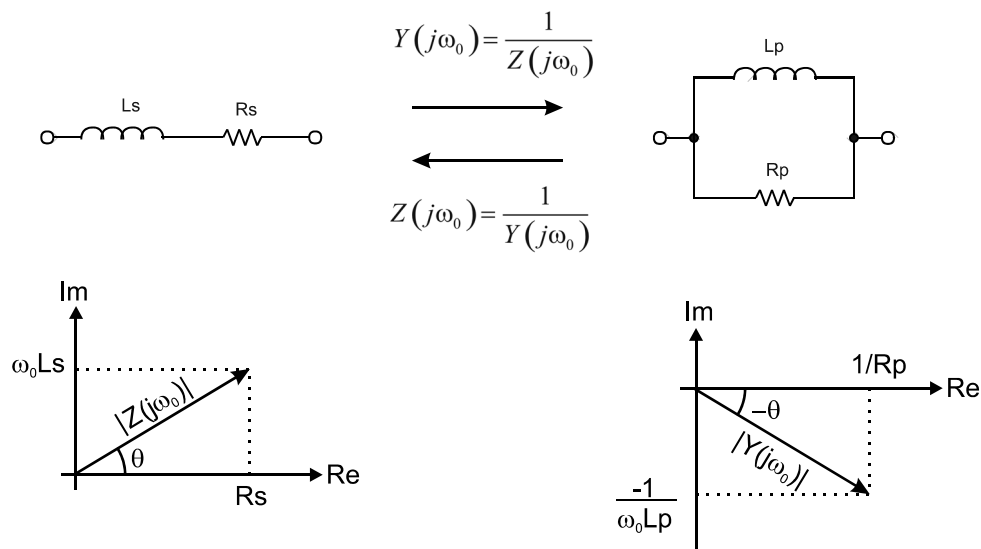 Y(jω₀)=1/Z(jω₀)
Lp
Ls
Rs
Rp
Z(jω₀)=1/Y(jω₀)
Im
ω₀Ls
|Z(jω₀)|
θ
Re
Rs
Im
1/Rp
Re
−θ
|Y(jω₀)|
-1/ω₀Lp